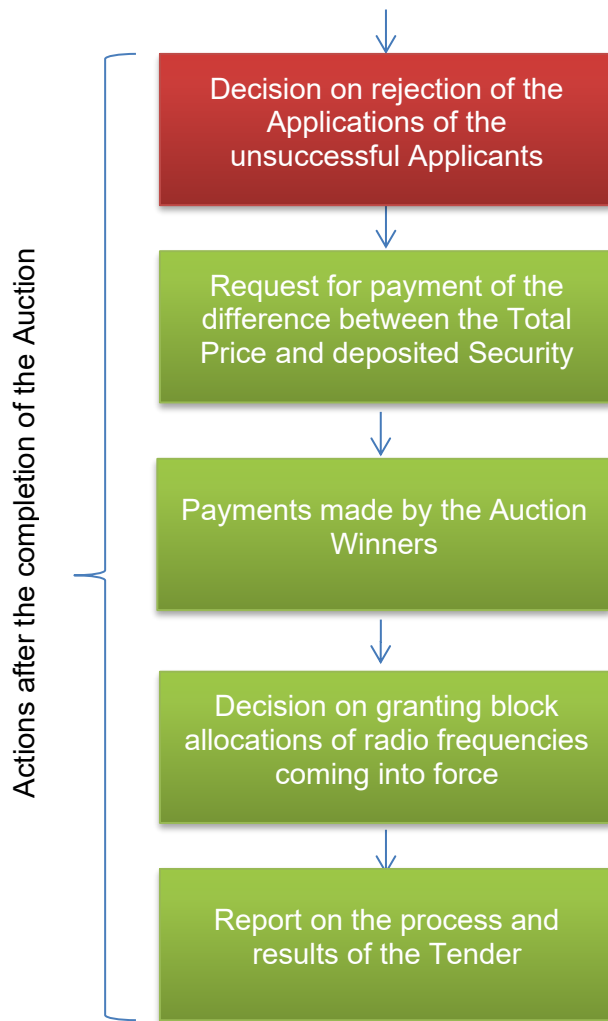 Actions after the completion of the Auction
Decision on rejection of the
Applications of the
unsuccessful Applicants
Request for payment of the
difference between the Total
Price and deposited Security
Payments made by the Auction
Winners
Decision on granting block
allocations of radio frequencies
coming into force
Report on the process and
results of the Tender